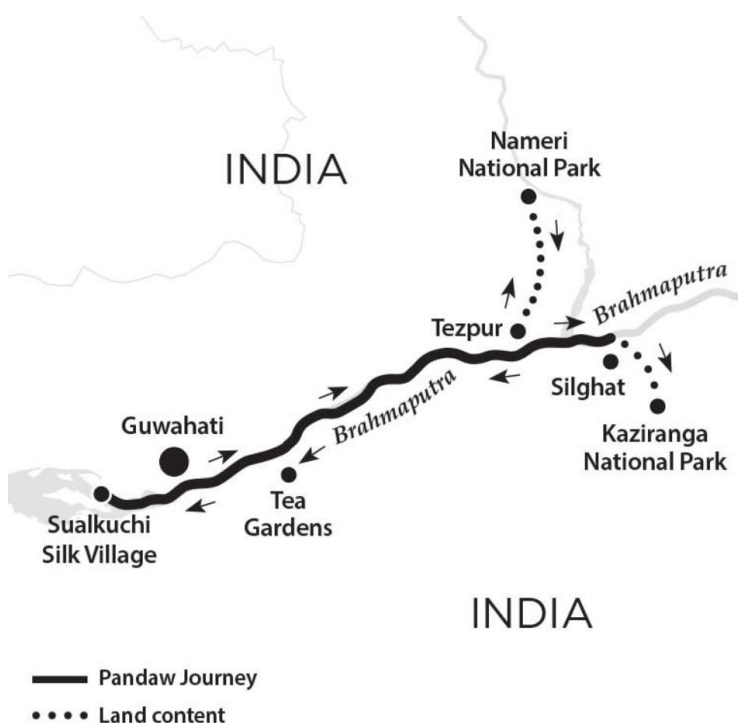 Nameri
National Park
INDIA
Brahmaputra
Tezpur
Silghat
Kaziranga
National Park
Brahmaputra
Guwahati
Tea
Gardens
Sualkuchi
Silk Village
INDIA
Pandaw Journey
Land content